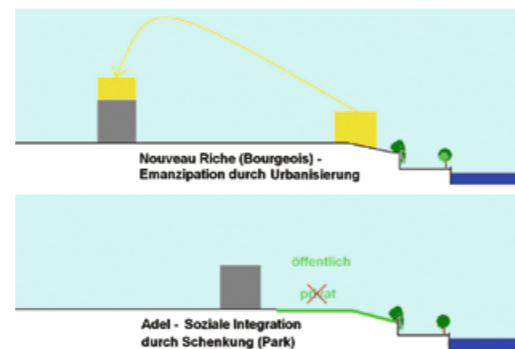 Nouveau Riche (Bourgeois) -
Emanzipation durch Urbanisierung
öffentlich
privat
Adel - Soziale Integration
durch Schenkung (Park)